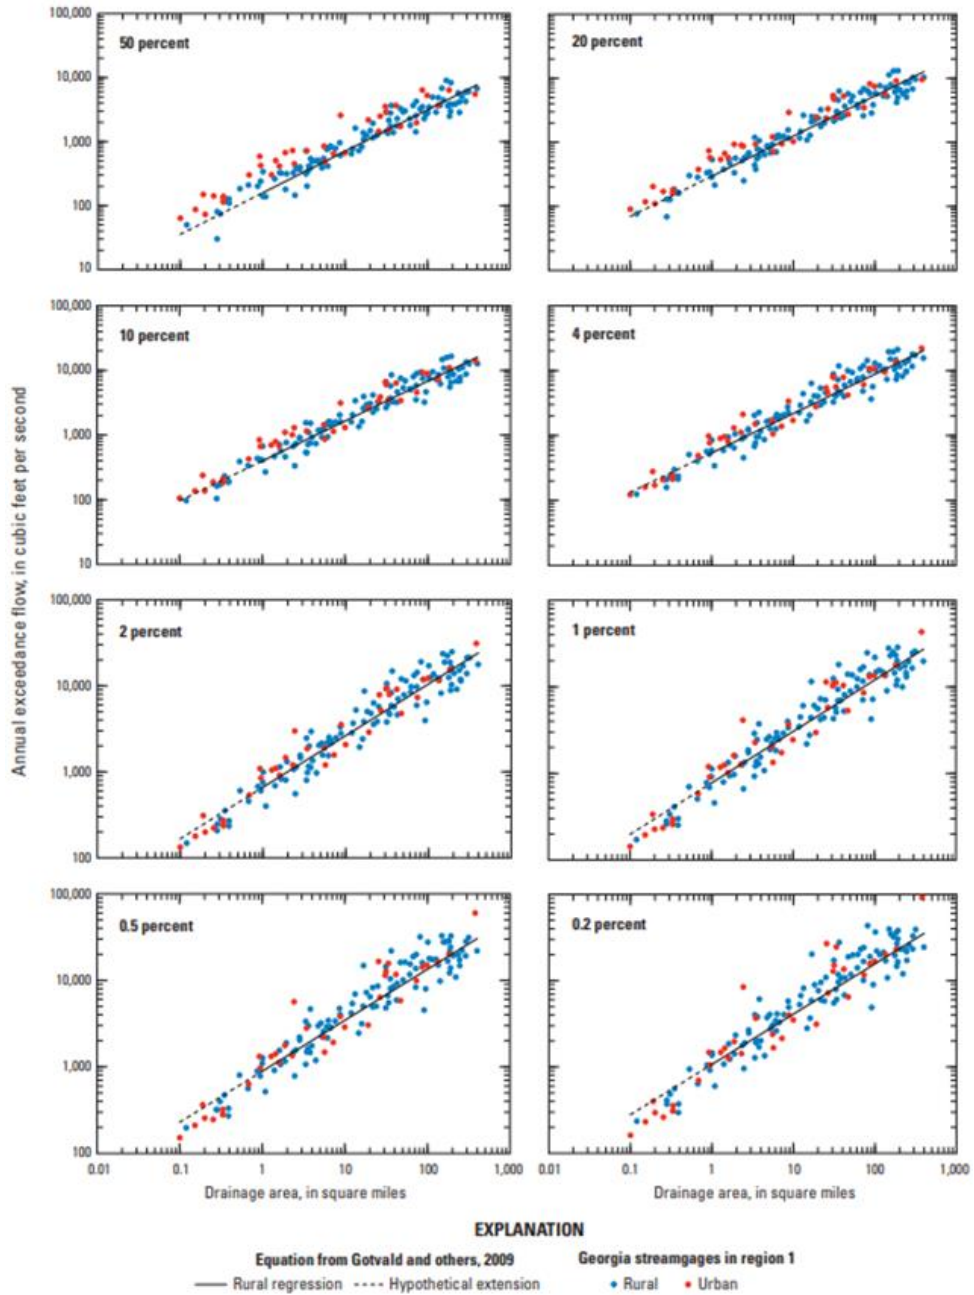 100,000
10,000
1,000
100
10
50 percent
20 percent
100,000
10,000
1,000
100
10
10 percent
4 percent
100,000
10,000
1,000
100
2 percent
1 percent
100,000
10,000
1,000
100
0.5 percent
0.2 percent
Annual exceedance flow, in cubic feet per second
0.01 0.1 1 10 100 1,000 0.01 0.1 1 10 100 1,000
Drainage area, in square miles Drainage area, in square miles
EXPLANATION
Equation from Gotvald and others, 2009 Georgia streamgages in region 1
Rural regression Hypothetical extension Rural Urban